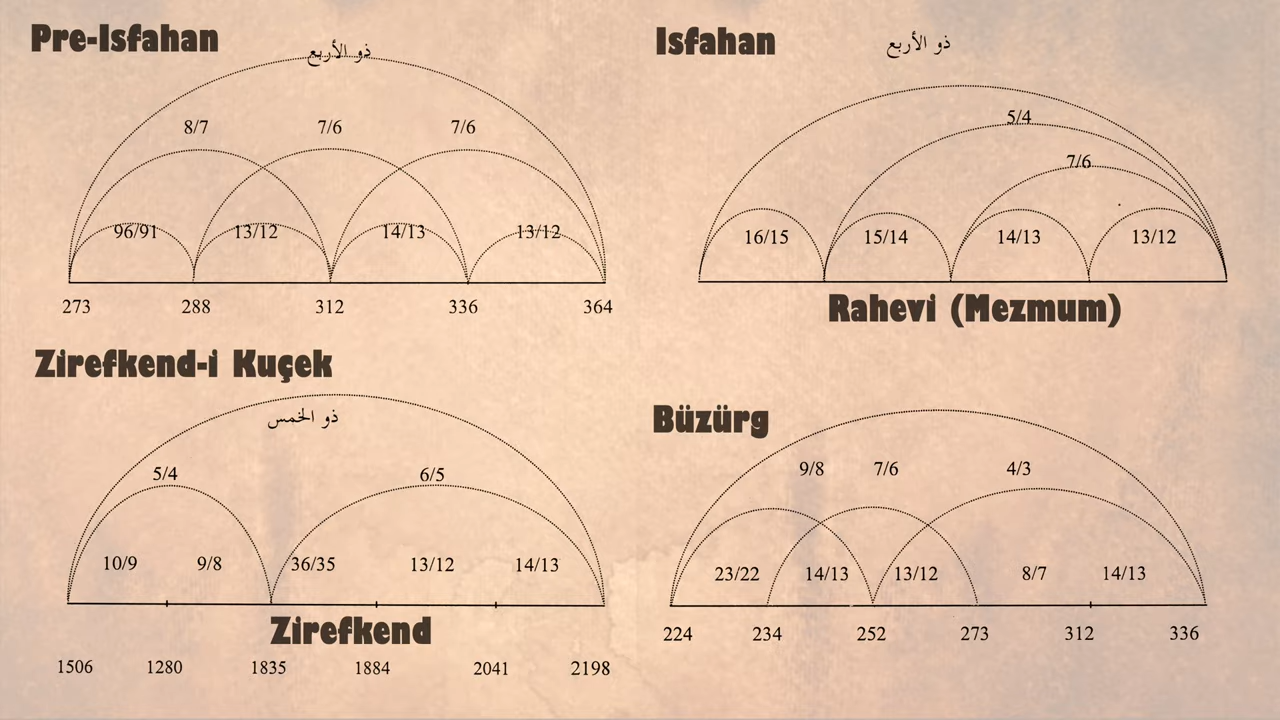 Pre-Isfahan
ذو الأربع
8/7 7/6 7/6
96/91 13/12 14/13 13/12
273 288 312 336 364
Isfahan
ذو الأربع
5/4
7/6
16/15 15/14 14/13 13/12
Rahevi (Mezmum)
Zirefkend-i Kuçek
ذو الخمس
5/4 6/5
10/9 9/8 36/35 13/12 14/13
Zirefkend
1506 1280 1835 1884 2041 2198
Büzürg
9/8 7/6 4/3
23/22 14/13 13/12 8/7 14/13
224 234 252 273 312 336